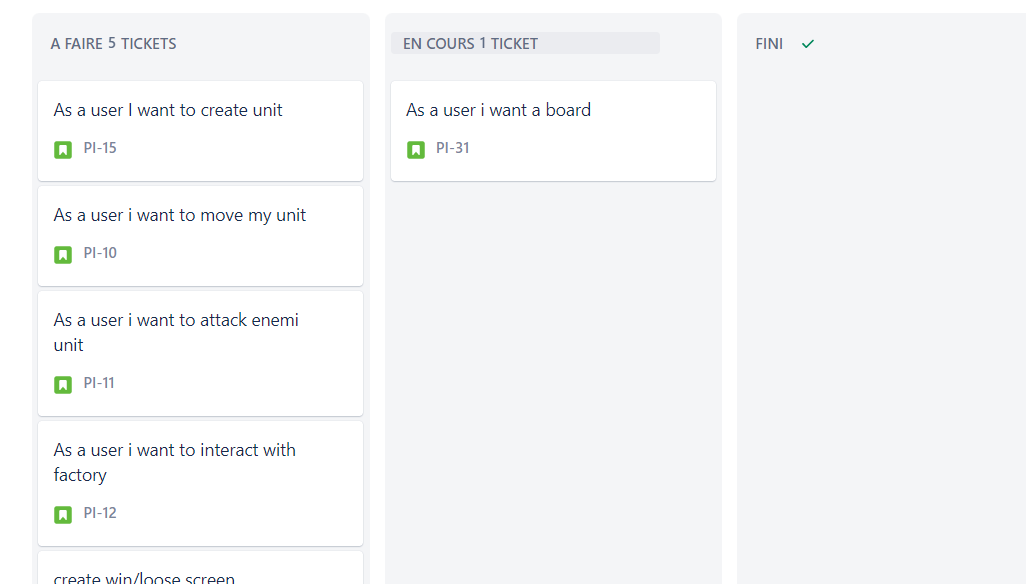 A FAIRE 5 TICKETS
As a user I want to create unit
PI-15
As a user i want to move my unit
PI-10
As a user i want to attack enemi
unit
PI-11
As a user i want to interact with
factory
PI-12
create win/loose screen
EN COURS 1 TICKET
As a user i want a board
PI-31
FINI